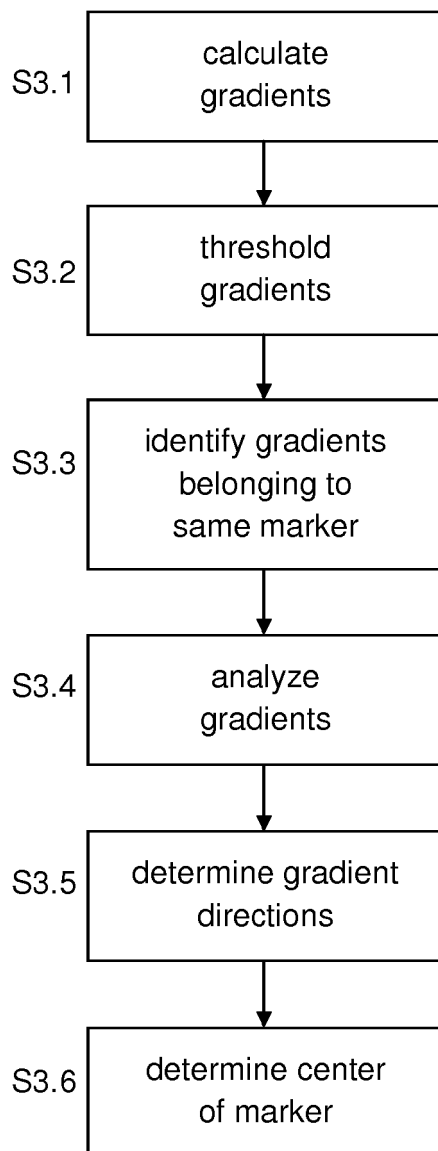 S3.1
calculate
gradients
S3.2
threshold
gradients
S3.3
identify gradients
belonging to
same marker
S3.4
analyze
gradients
S3.5
determine gradient
directions
S3.6
determine center
of marker